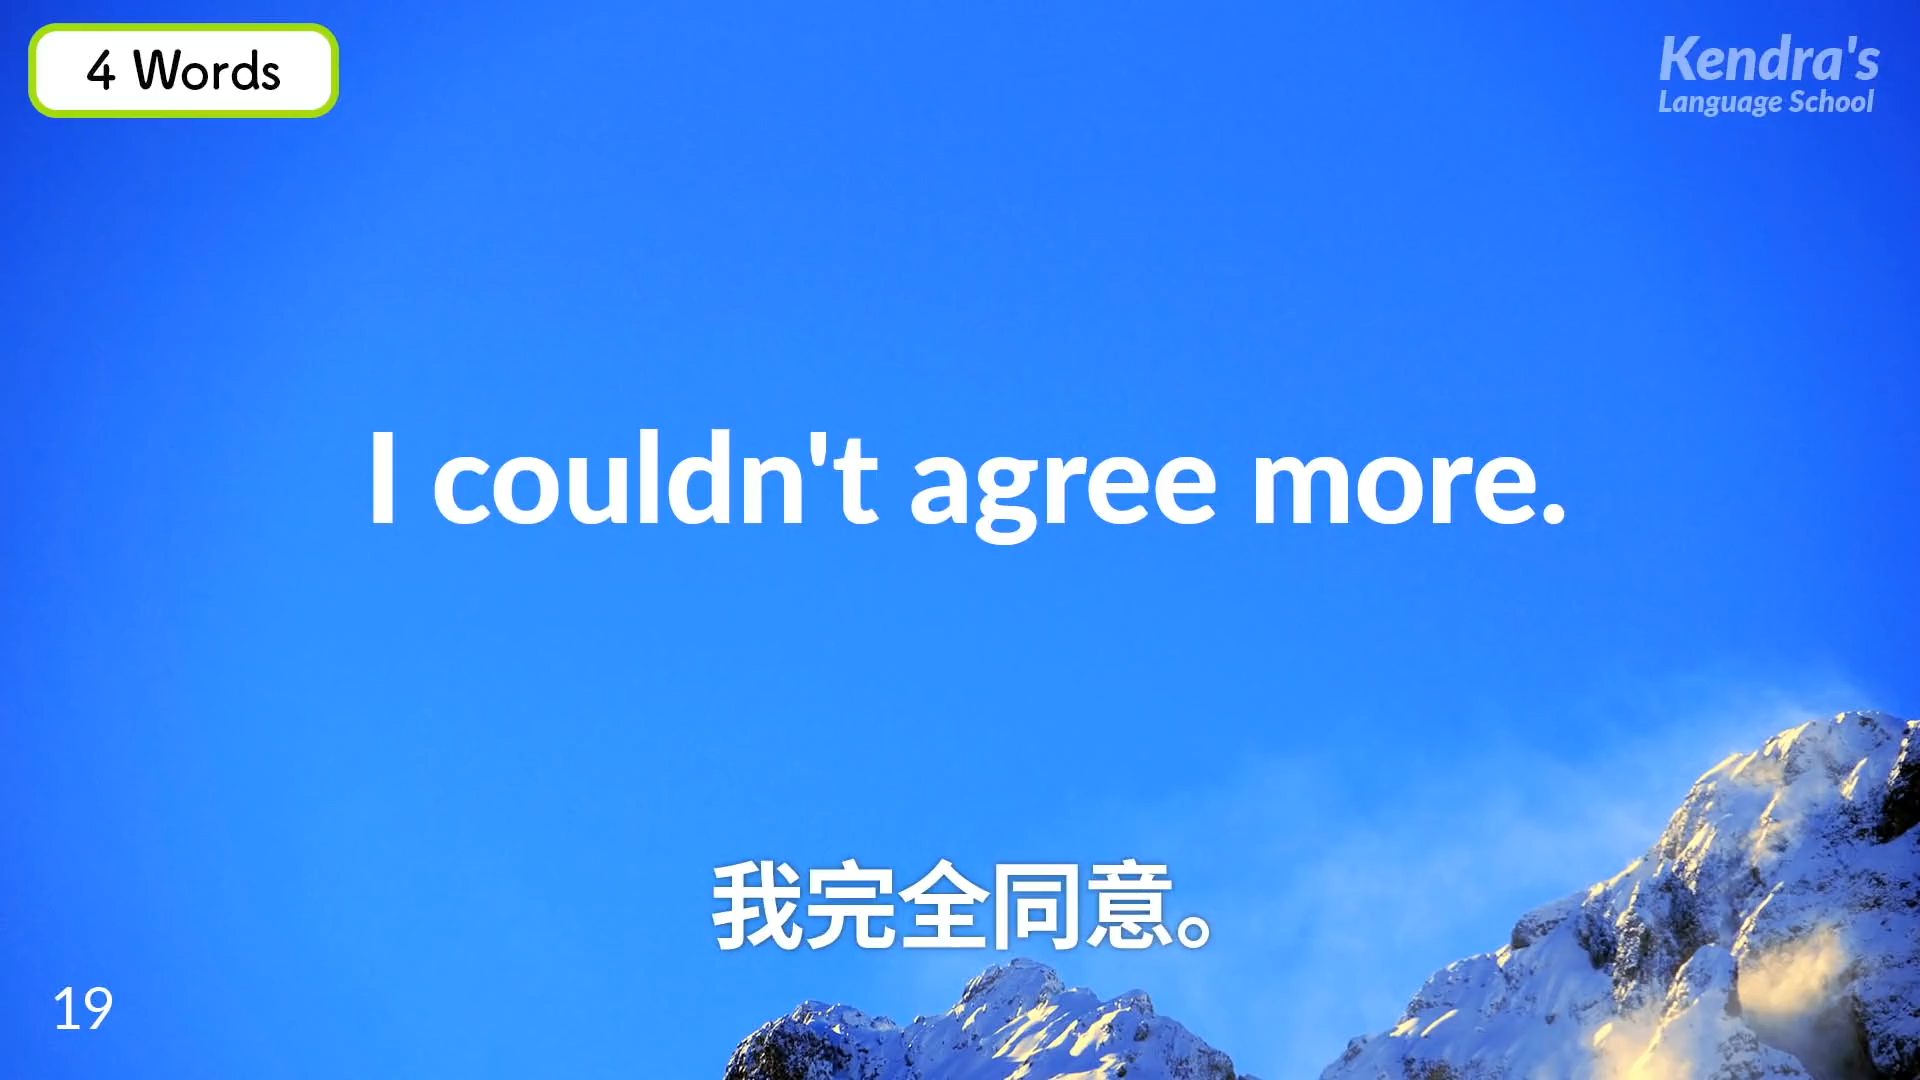 4 Words
Kendra's
Language School
I couldn't agree more.
我完全同意。
19